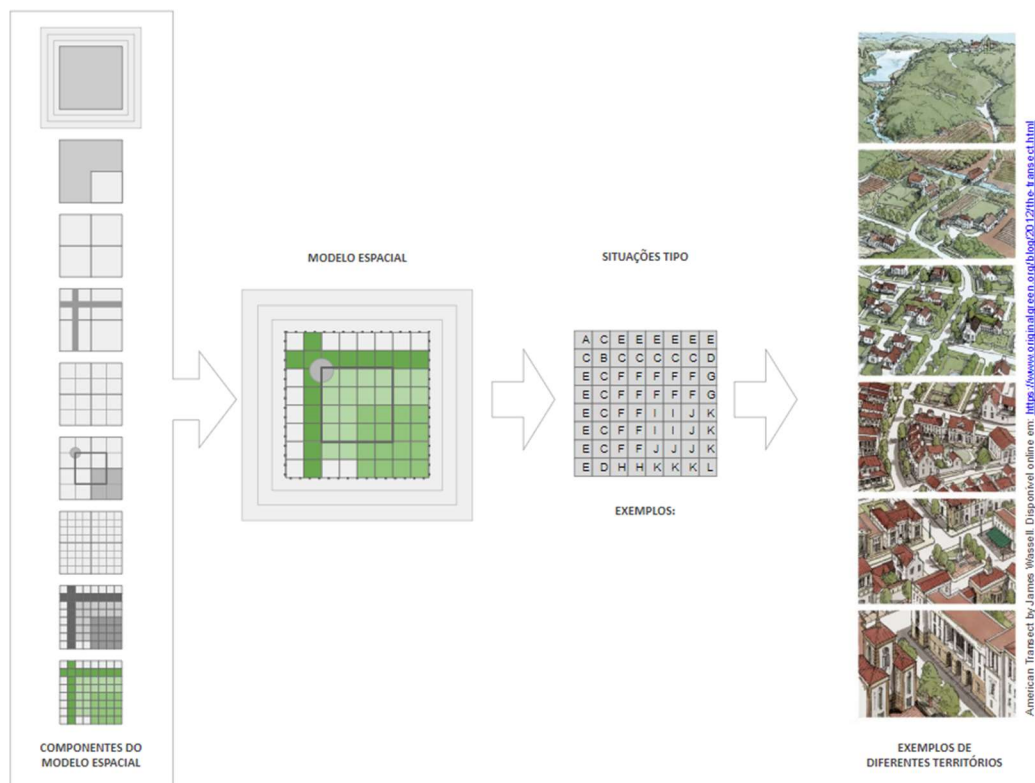 MODELO ESPACIAL
SITUAÇÕES TIPO
A C E E E E E E
C B C C C C C D
E C F F F F F G
E C F F F F F G
E C F F I I J K
E C F F I I J K
E C F F J J J K
E D H H K K K L
EXEMPLOS:
COMPONENTES DO
MODELO ESPACIAL
EXEMPLOS DE
DIFERENTES TERRITÓRIOS
American Transect by James Wassell. Disponível online em: https://www.originalgreen.org/blog/2012/the-transect.html